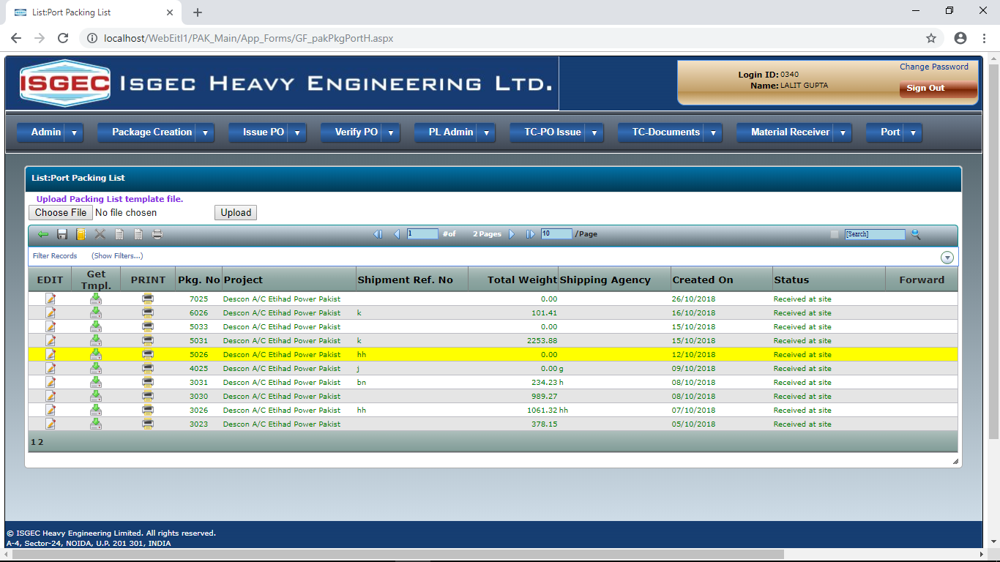 List:Port Packing List
localhost/WebEitl1/PAK_Main/App_Forms/GF_pakPkgPortH.aspx
ISGEC ISGEC HEAVY ENGINEERING LTD.
Change Password
Login ID: 0340
Name: LALIT GUPTA
Sign Out
Admin Package Creation Issue PO Verify PO PL Admin TC-PO Issue TC-Documents Material Receiver Port
List:Port Packing List
Upload Packing List template file.
Choose File No file chosen Upload
1 #of 2 Pages 10 /Page [Search]
Filter Records (Show Filters...)
EDIT Get Tmpl. PRINT Pkg. No Project Shipment Ref. No Total Weight Shipping Agency Created On Status Forward
7025 Descon A/C Etihad Power Pakist 0.00 26/10/2018 Received at site
6026 Descon A/C Etihad Power Pakist k 101.41 16/10/2018 Received at site
5033 Descon A/C Etihad Power Pakist 0.00 15/10/2018 Received at site
5031 Descon A/C Etihad Power Pakist k 2253.88 15/10/2018 Received at site
5026 Descon A/C Etihad Power Pakist hh 0.00 12/10/2018 Received at site
4025 Descon A/C Etihad Power Pakist j 0.00 g 09/10/2018 Received at site
3031 Descon A/C Etihad Power Pakist bn 234.23 h 08/10/2018 Received at site
3030 Descon A/C Etihad Power Pakist 989.27 08/10/2018 Received at site
3026 Descon A/C Etihad Power Pakist hh 1061.32 hh 07/10/2018 Received at site
3023 Descon A/C Etihad Power Pakist 378.15 05/10/2018 Received at site
1 2
© ISGEC Heavy Engineering Limited. All rights reserved.
A-4, Sector-24, NOIDA, U.P. 201 301, INDIA